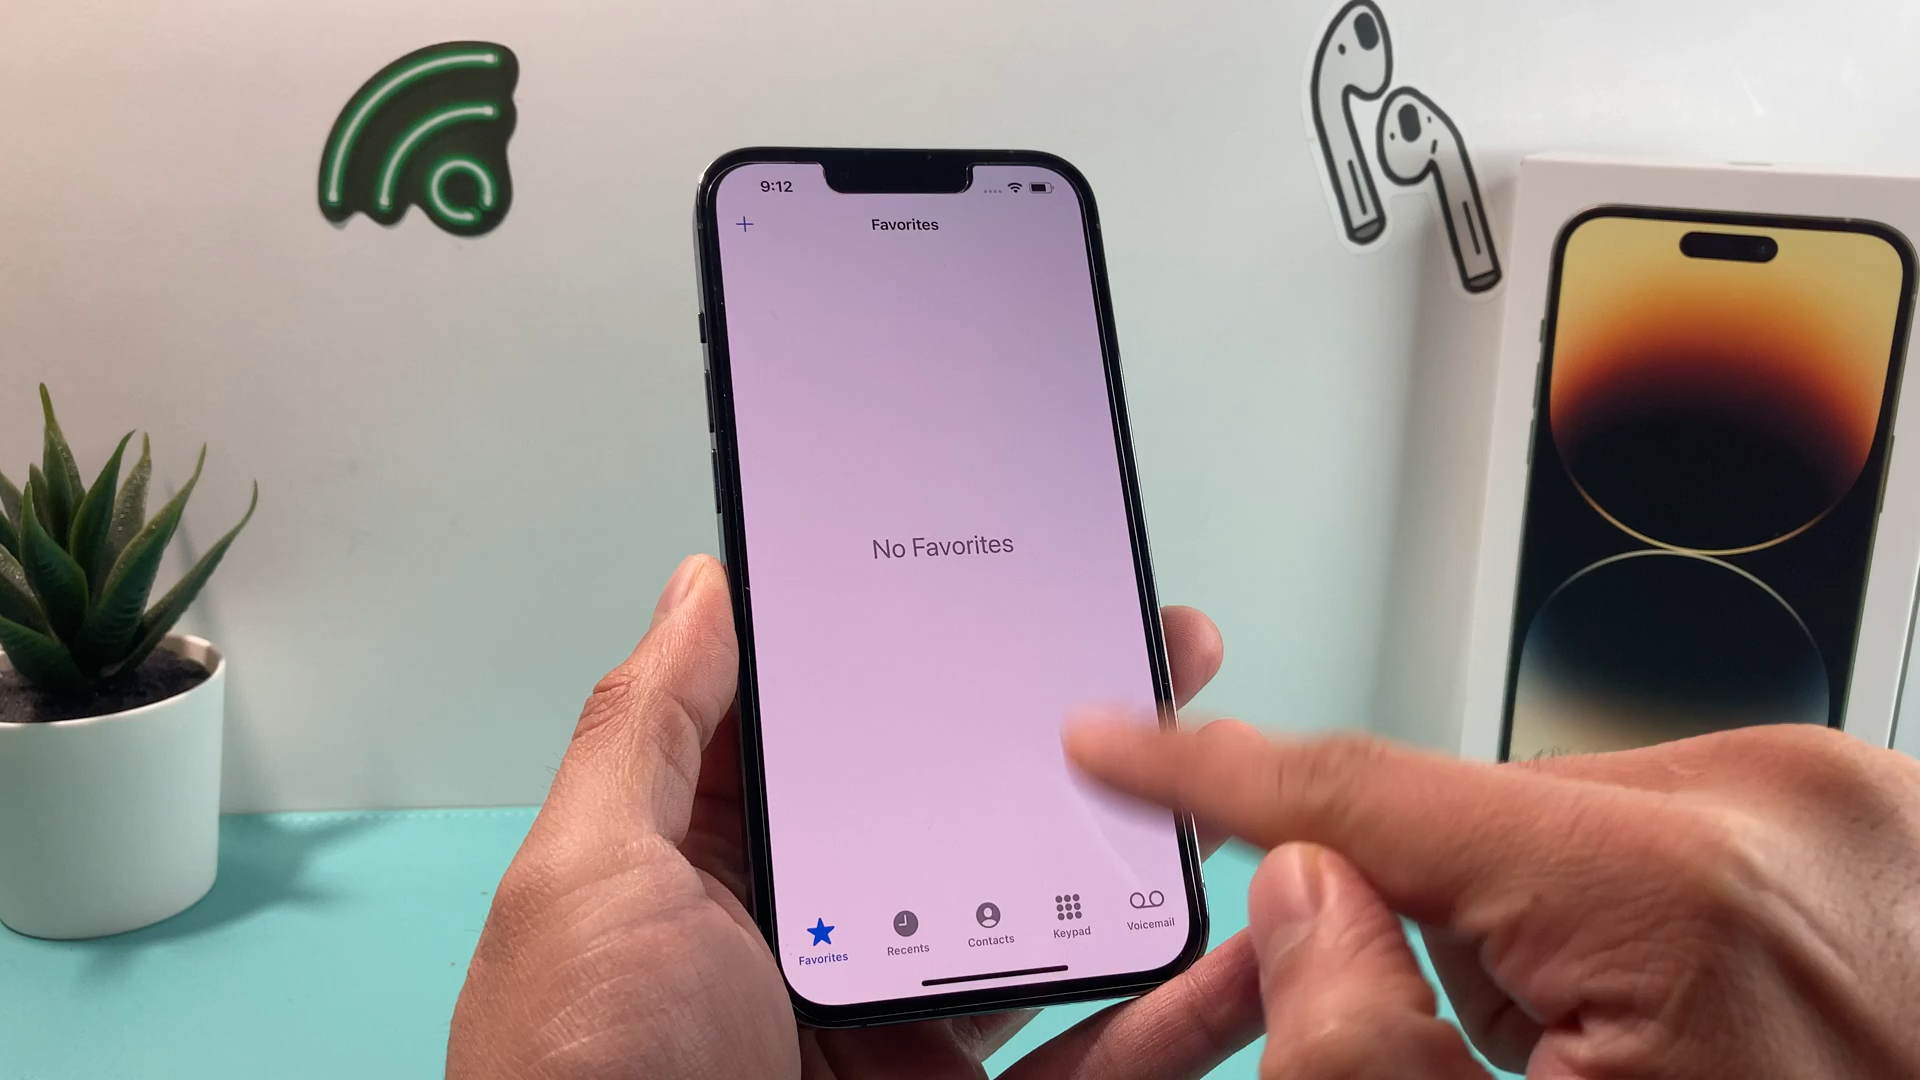 9:12
Favorites
No Favorites
Favorites
Recents
Contacts
Keypad
Voicemail